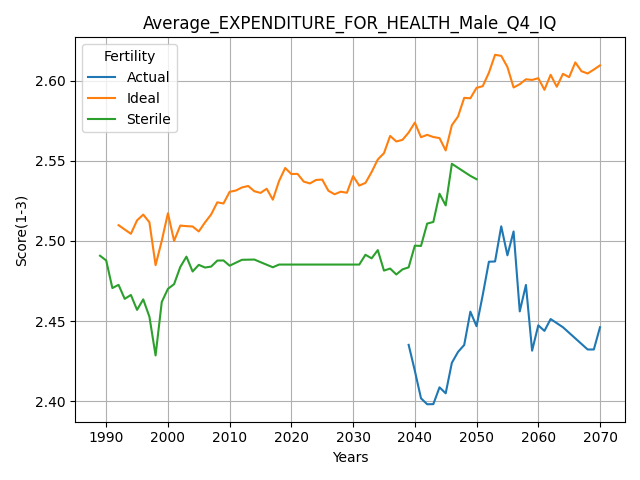 Average_EXPENDITURE_FOR_HEALTH_Male_Q4_IQ
Fertility
Actual
Ideal
Sterile
Score(1-3)
2.60
2.55
2.50
2.45
2.40
1990 2000 2010 2020 2030 2040 2050 2060 2070
Years